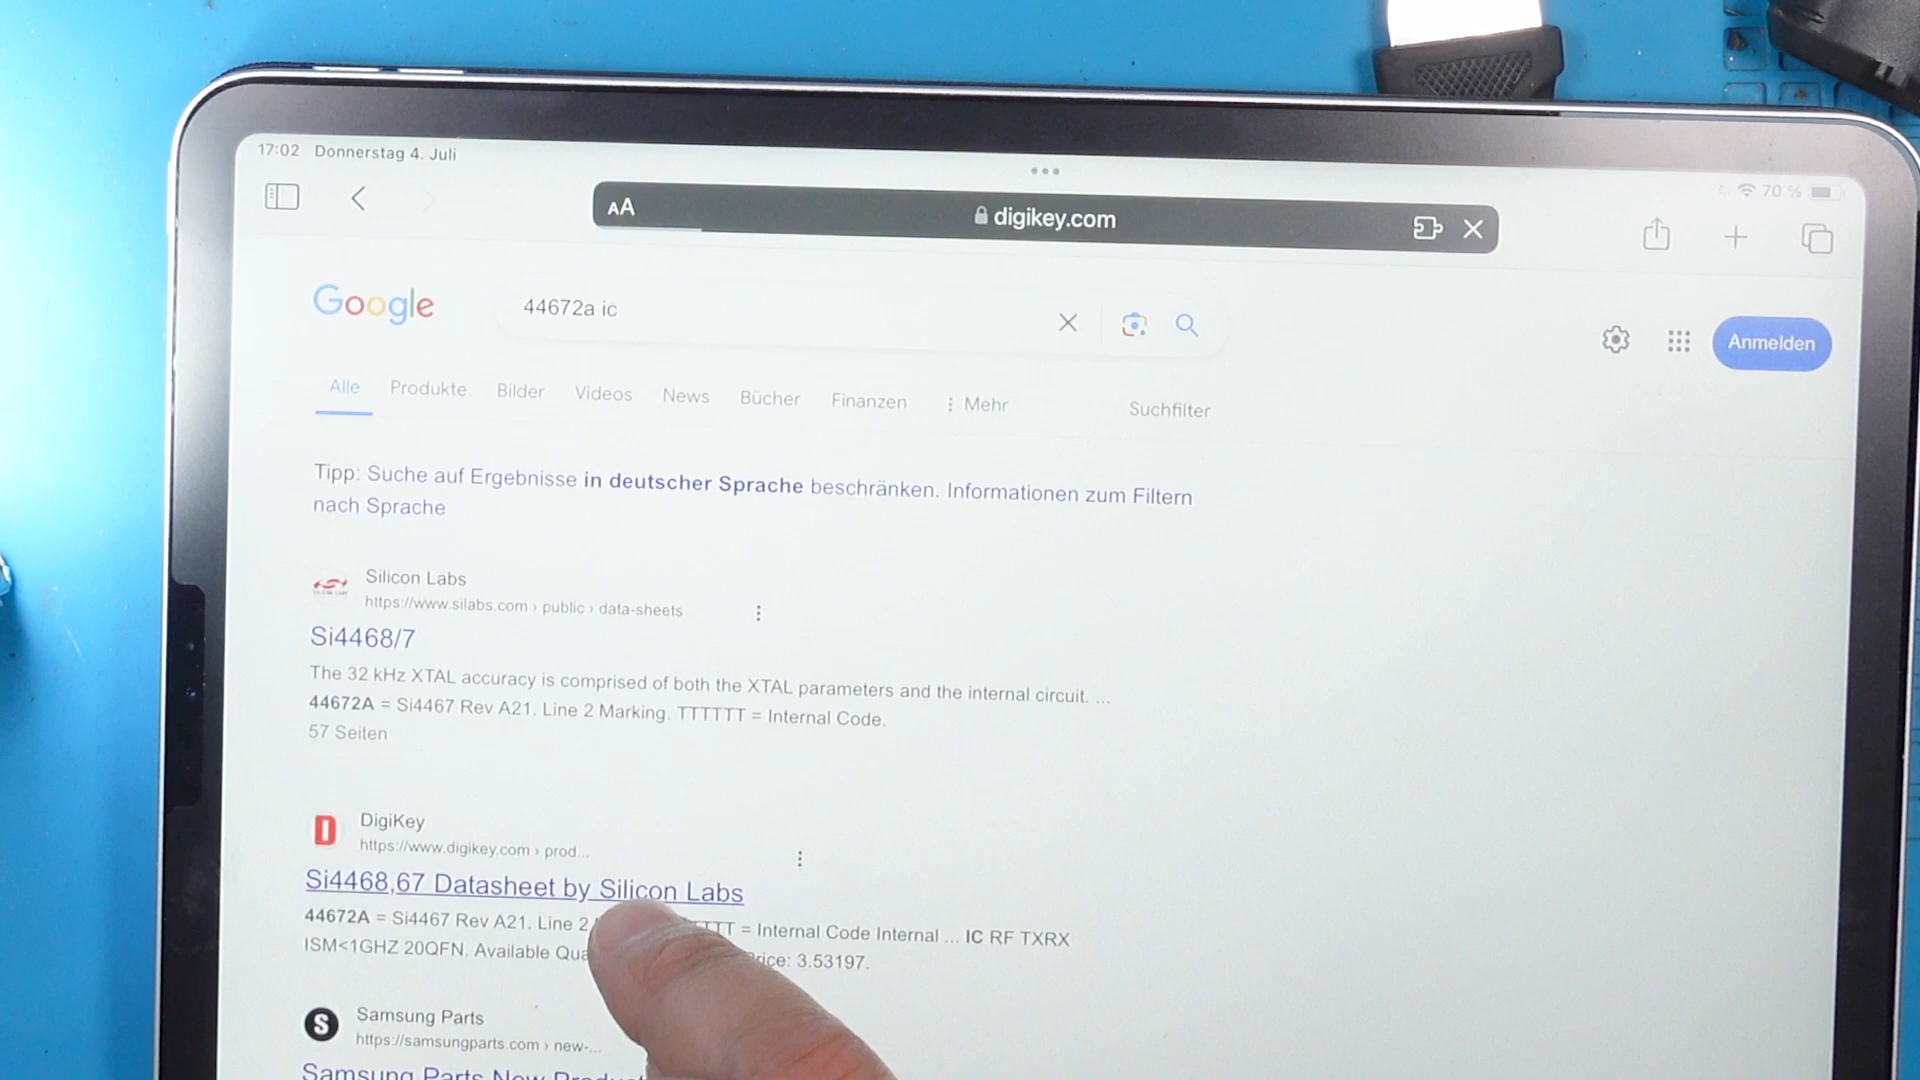 17:02 Donnerstag 4. Juli
70 %
AA digikey.com
Google 44672a ic
Anmelden
Alle Produkte Bilder Videos News Bücher Finanzen Mehr Suchfilter
Tipp: Suche auf Ergebnisse in deutscher Sprache beschränken. Informationen zum Filtern
nach Sprache
Silicon Labs
https://www.silabs.com › public › data-sheets
Si4468/7
The 32 kHz XTAL accuracy is comprised of both the XTAL parameters and the internal circuit. ...
44672A = Si4467 Rev A21. Line 2 Marking. TTTTTT = Internal Code.
57 Seiten
DigiKey
https://www.digikey.com › prod...
Si4468,67 Datasheet by Silicon Labs
44672A = Si4467 Rev A21. Line 2 = Internal Code Internal ... IC RF TXRX
ISM<1GHZ 20QFN. Available 3.53197.
S Samsung Parts
https://samsungparts.com › new-...
Samsung Parts New